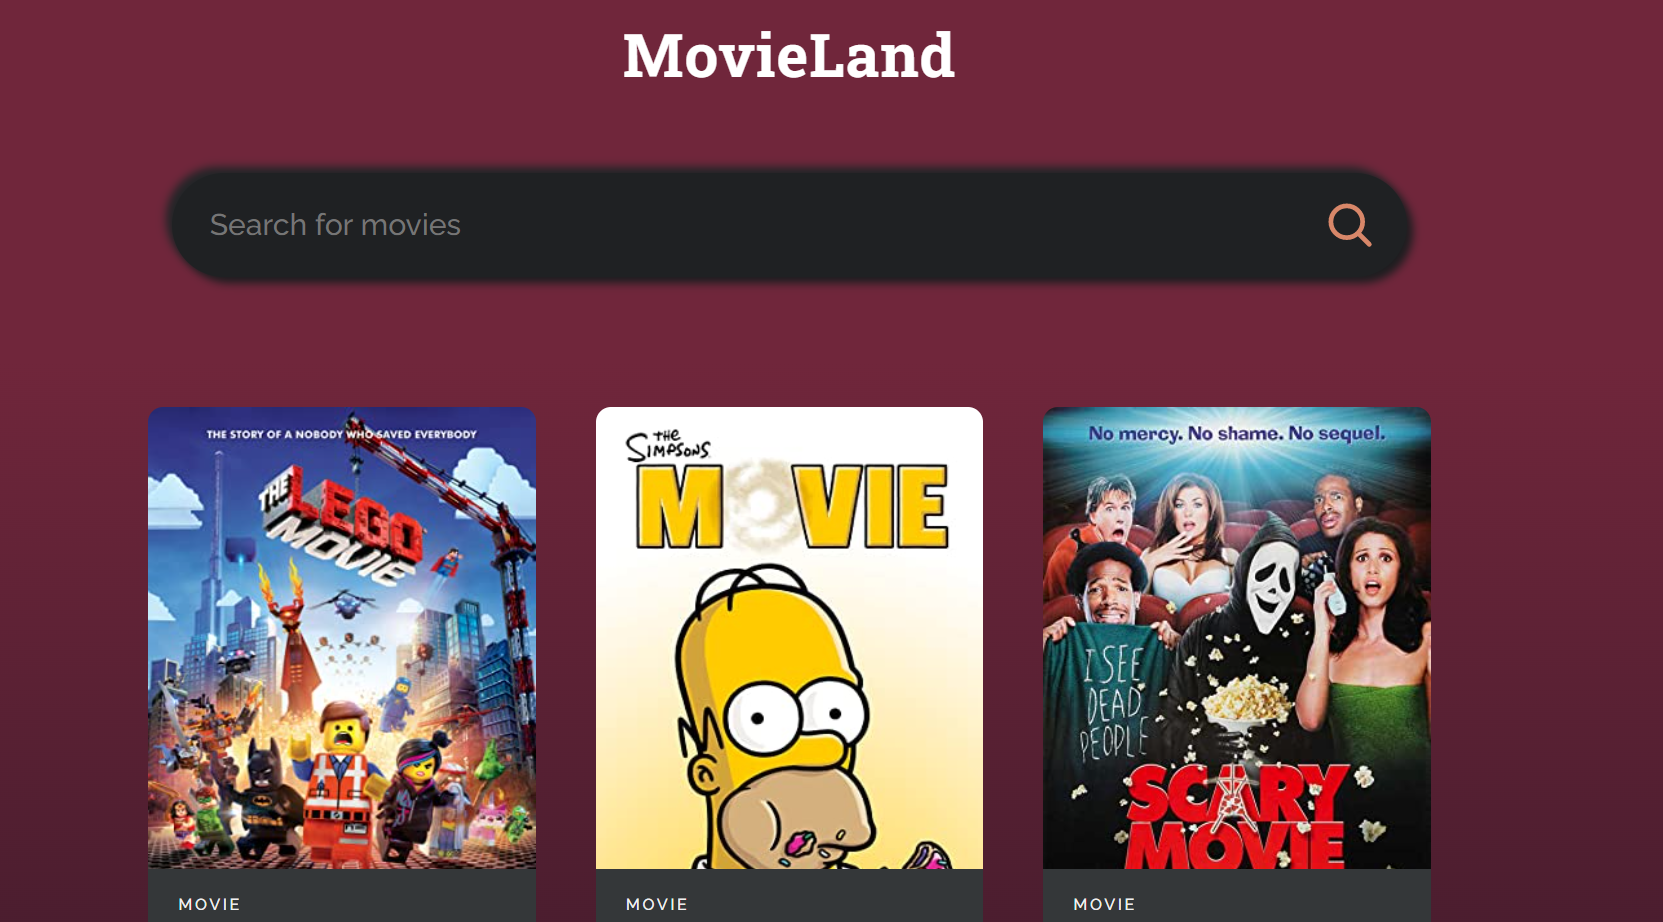 MovieLand
Search for movies
THE STORY OF A NOBODY WHO SAVED EVERYBODY
THE LEGO
MOVIE
MOVIE
THE
SIMPSONS
MOVIE
MOVIE
No mercy. No shame. No sequel.
I SEE
DEAD
PEOPLE
SCARY
MOVIE
MOVIE